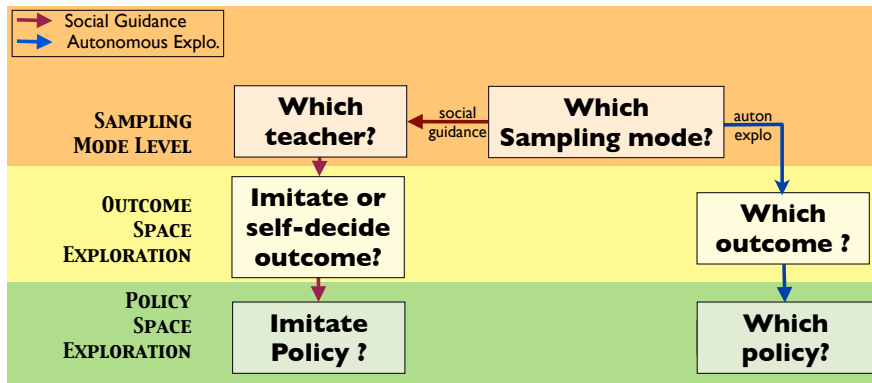 Social Guidance
Autonomous Explo.
SAMPLING
MODE LEVEL
Which
teacher?
social
guidance
Which
Sampling mode?
auton
explo
OUTCOME
SPACE
EXPLORATION
Imitate or
self-decide
outcome?
Which
outcome ?
POLICY
SPACE
EXPLORATION
Imitate
Policy ?
Which
policy?